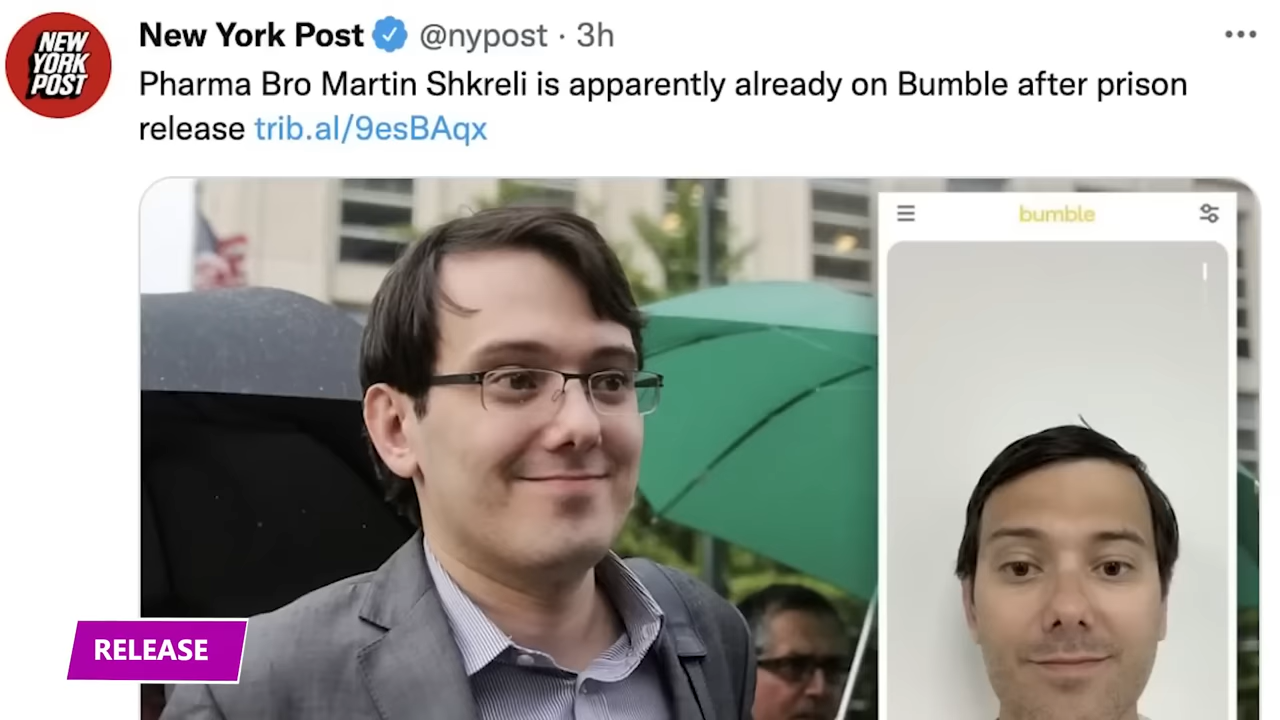 NEW
YORK
POST
New York Post @nypost · 3h
Pharma Bro Martin Shkreli is apparently already on Bumble after prison
release trib.al/9esBAqx
bumble
RELEASE